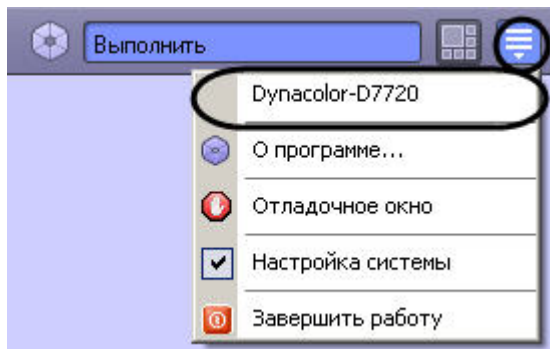 Выполнить
Dynacolor-D7720
О программе...
Отладочное окно
Настройка системы
Завершить работу